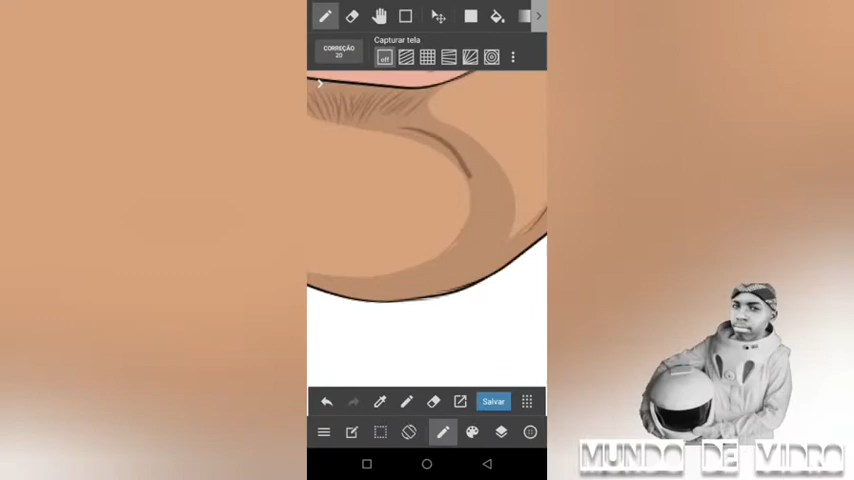 Capturar tela
CORREÇÃO
20
off
Salvar
MUNDO DE VIDRO